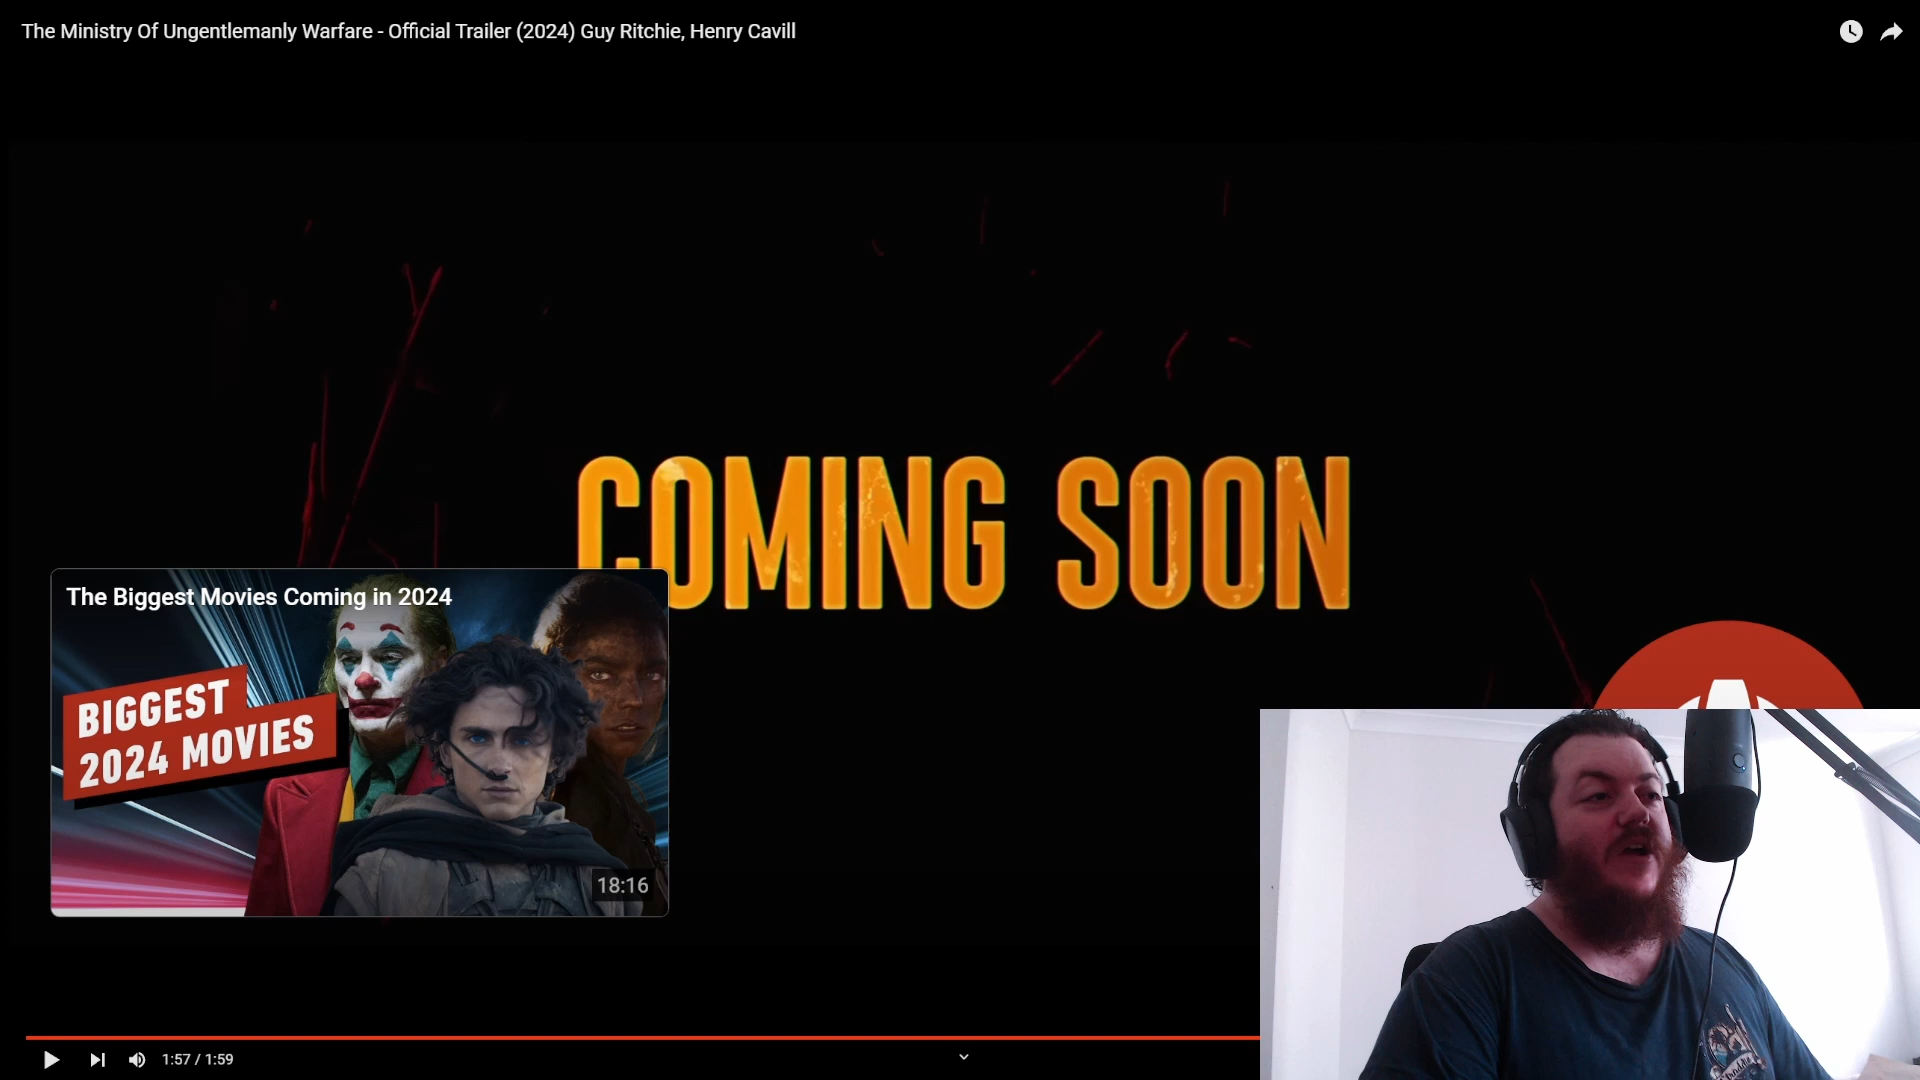 The Ministry Of Ungentlemanly Warfare - Official Trailer (2024) Guy Ritchie, Henry Cavill
COMING SOON
The Biggest Movies Coming in 2024
BIGGEST
2024 MOVIES
18:16
1:57 / 1:59